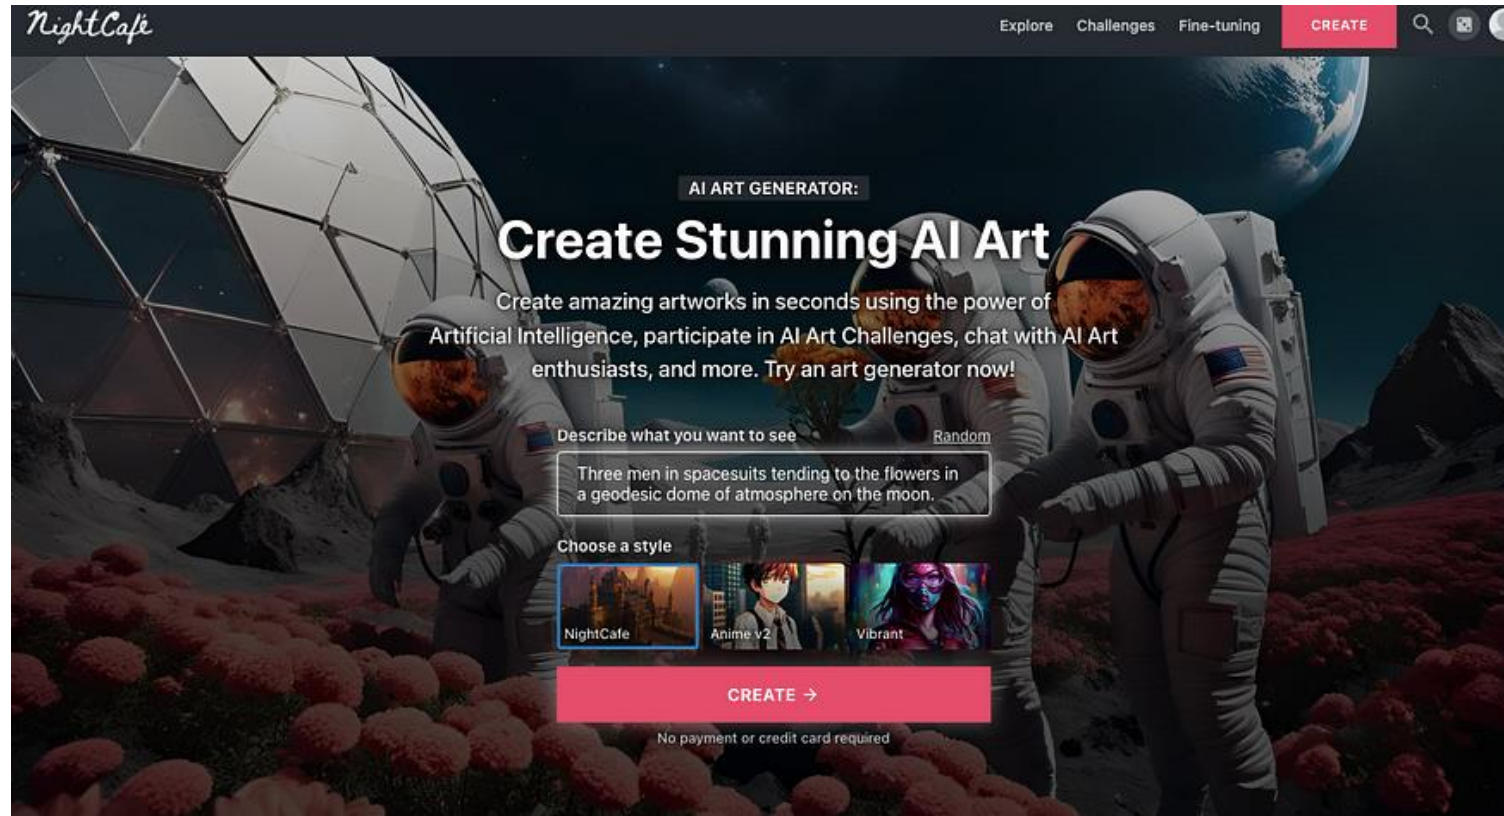 NightCafé
Explore Challenges Fine-tuning CREATE
AI ART GENERATOR:
Create Stunning AI Art
Create amazing artworks in seconds using the power of
Artificial Intelligence, participate in AI Art Challenges, chat with AI Art
enthusiasts, and more. Try an art generator now!
Describe what you want to see Random
Three men in spacesuits tending to the flowers in
a geodesic dome of atmosphere on the moon.
Choose a style
NightCafe Anime v2 Vibrant
CREATE →
No payment or credit card required